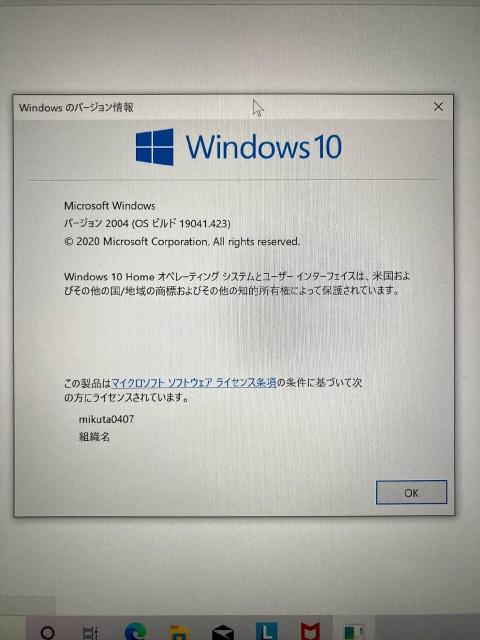 Windows のバージョン情報
Windows 10
Microsoft Windows
バージョン 2004 (OS ビルド 19041.423)
© 2020 Microsoft Corporation. All rights reserved.
Windows 10 Home オペレーティング システムとユーザー インターフェイスは、米国およ
びその他の国/地域の商標およびその他の知的所有権によって保護されています。
この製品はマイクロソフト ソフトウェア ライセンス条項の条件に基づいて次
の方にライセンスされています。
mikuta0407
組織名
OK
L